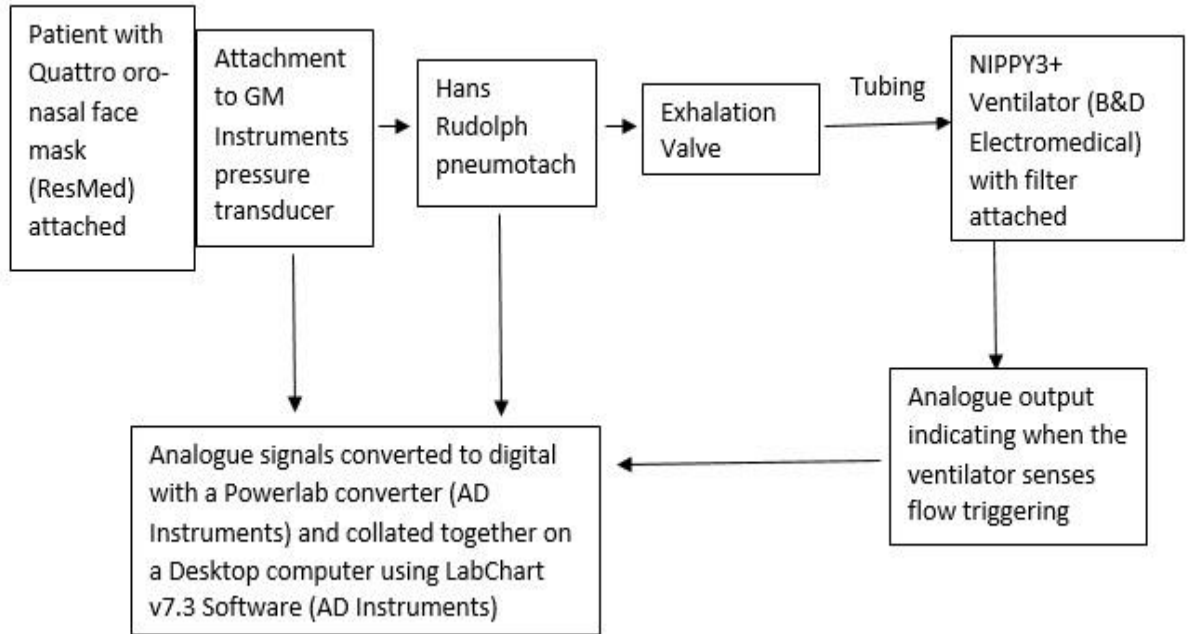 Patient with
Quattro oro-
nasal face
mask
(ResMed)
attached
Attachment
to GM
Instruments
pressure
transducer
Hans
Rudolph
pneumotach
Exhalation
Valve
Tubing
NIPPY3+
Ventilator (B&D
Electromedical)
with filter
attached
Analogue output
indicating when the
ventilator senses
flow triggering
Analogue signals converted to digital
with a Powerlab converter (AD
Instruments) and collated together on
a Desktop computer using LabChart
v7.3 Software (AD Instruments)